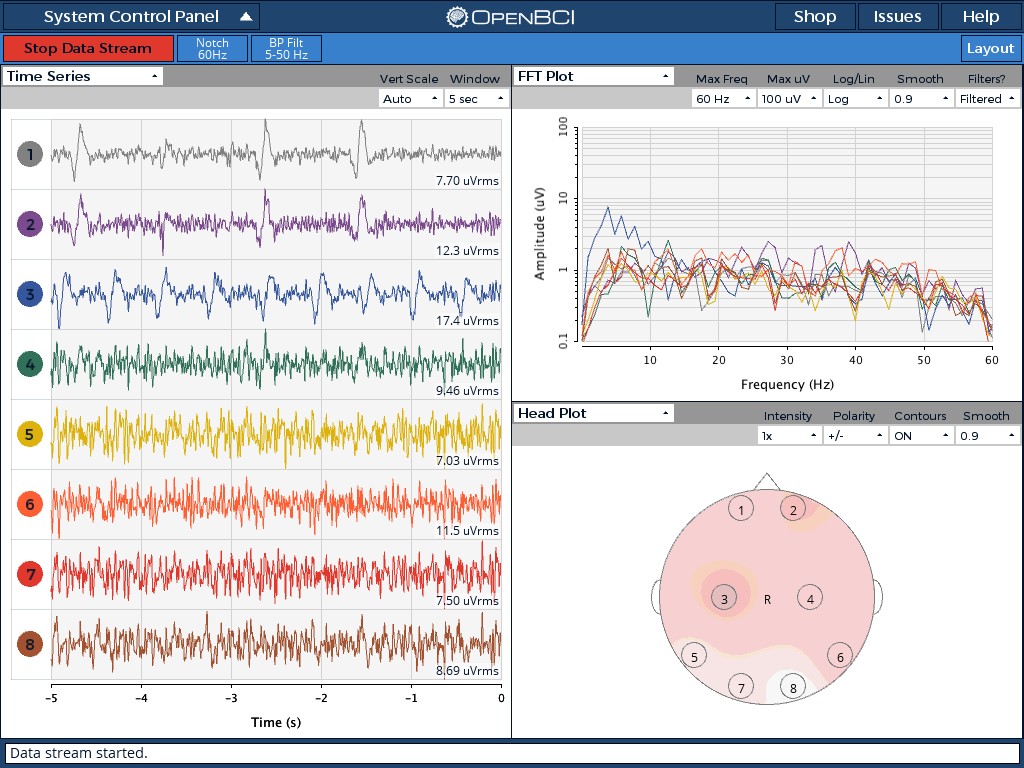 System Control Panel
OpenBCI
Shop
Issues
Help
Stop Data Stream
Notch
60Hz
BP Filt
5-50 Hz
Layout
Time Series
Vert Scale
Window
Auto
5 sec
1
7.70 uVrms
2
12.3 uVrms
3
17.4 uVrms
4
9.46 uVrms
5
7.03 uVrms
6
11.5 uVrms
7
7.50 uVrms
8
8.69 uVrms
-5 -4 -3 -2 -1 0
Time (s)
FFT Plot
Max Freq
Max uV
Log/Lin
Smooth
Filters?
60 Hz
100 uV
Log
0.9
Filtered
100
10
1
0.1
Amplitude (uV)
10 20 30 40 50 60
Frequency (Hz)
Head Plot
Intensity
Polarity
Contours
Smooth
1x
+/-
ON
0.9
1
2
3
R
4
5
6
7
8
Data stream started.